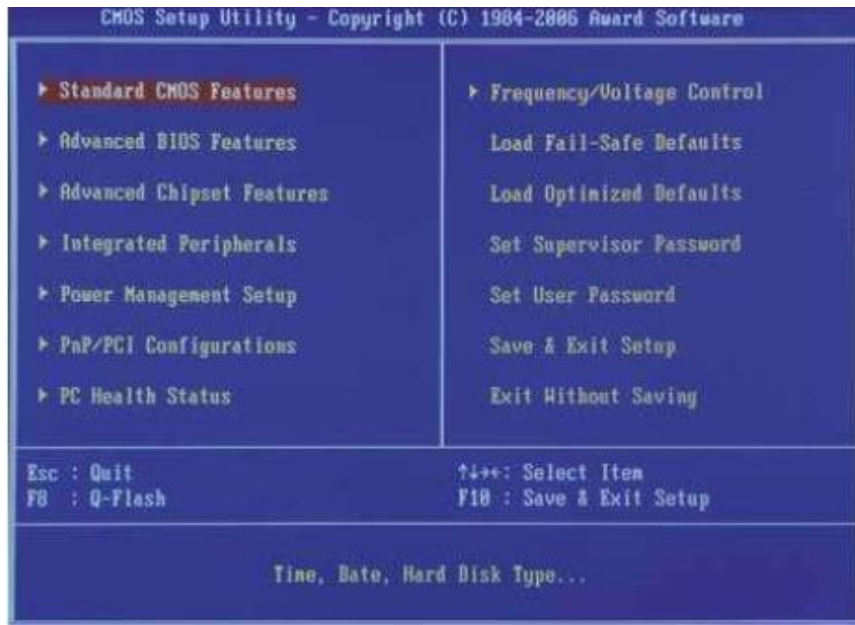 CMOS Setup Utility - Copyright (C) 1984-2006 Award Software
▶ Standard CMOS Features
▶ Advanced BIOS Features
▶ Advanced Chipset Features
▶ Integrated Peripherals
▶ Power Management Setup
▶ PnP/PCI Configurations
▶ PC Health Status
▶ Frequency/Voltage Control
Load Fail-Safe Defaults
Load Optimized Defaults
Set Supervisor Password
Set User Password
Save & Exit Setup
Exit Without Saving
Esc : Quit
F8 : Q-Flash
↑↓→←: Select Item
F10 : Save & Exit Setup
Time, Date, Hard Disk Type...